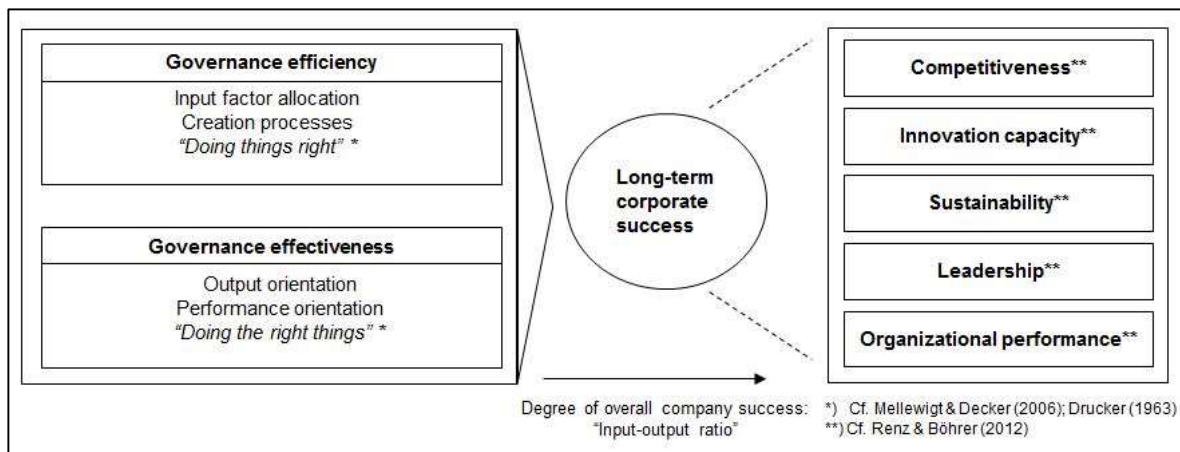 Governance efficiency
Input factor allocation
Creation processes
“Doing things right” *
Governance effectiveness
Output orientation
Performance orientation
“Doing the right things” *
Long-term
corporate
success
Competitiveness**
Innovation capacity**
Sustainability**
Leadership**
Organizational performance**
Degree of overall company success:
“Input-output ratio”
*) Cf. Mellewigt & Decker (2006); Drucker (1963)
**) Cf. Renz & Böhrer (2012)